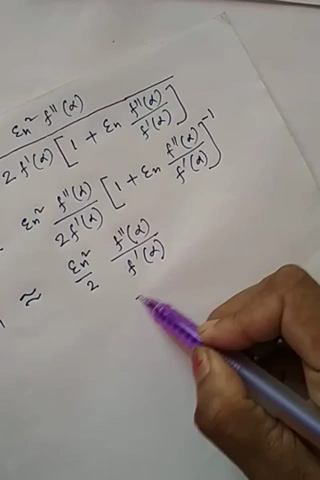 εn² f''(α)
2 f'(α) [ 1 + εn f''(α) / f'(α) ]
εn² f''(α) / 2f'(α) [ 1 + εn f''(α) / f'(α) ]⁻¹
≈ εn² / 2 f''(α) / f'(α)